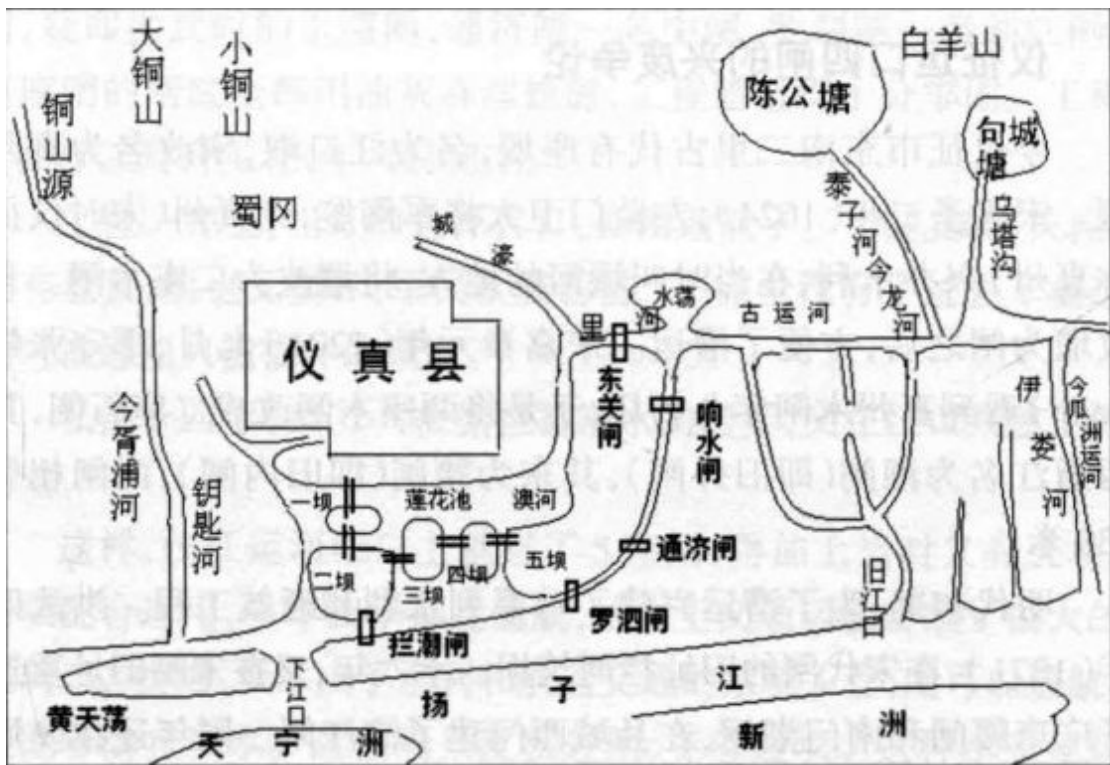 大铜山
小铜山
白羊山
陈公塘
句城塘
铜山源
蜀冈
城濠
泰子河
今龙河
乌塔沟
水荡
里河
古运河
仪真县
东关闸
响水闸
伊娄河
今瓜洲运河
今胥浦河
钥匙河
一坝
莲花池
澳河
二坝
三坝
四坝
五坝
通济闸
罗泗闸
拦潮闸
旧江口
下江口
扬子江
黄天荡
天宁洲
新洲